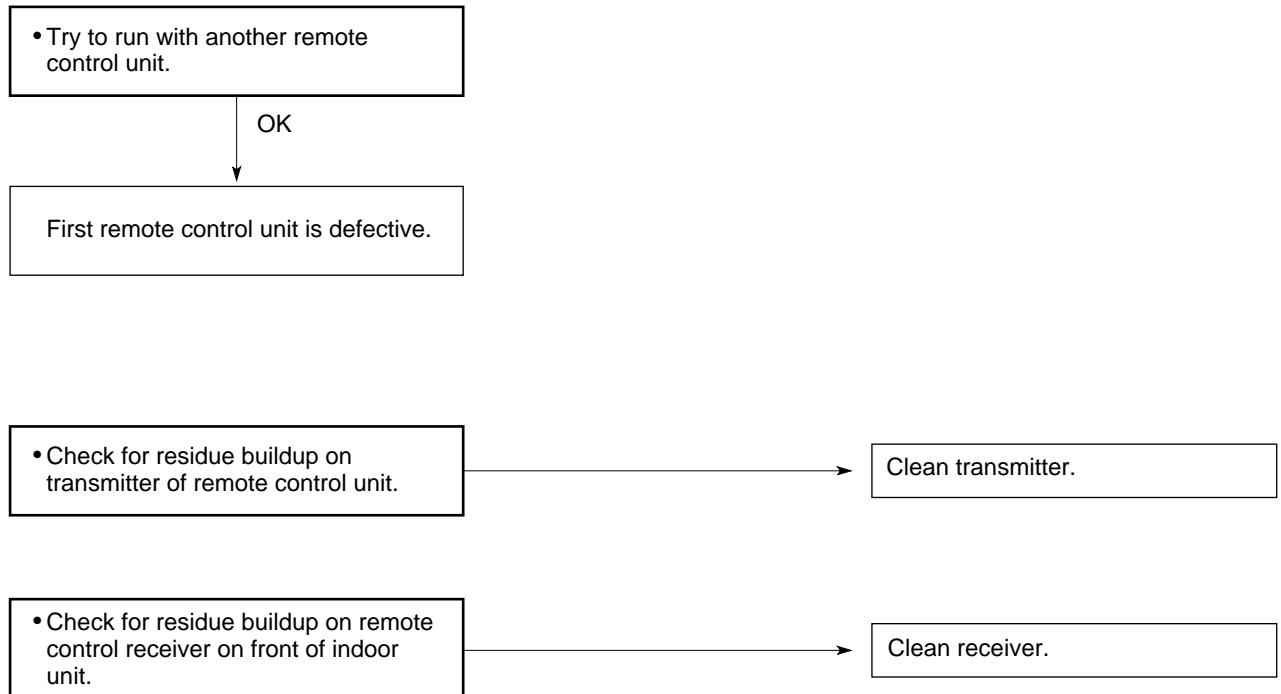 • Try to run with another remote
control unit.
OK
First remote control unit is defective.
• Check for residue buildup on
transmitter of remote control unit.
Clean transmitter.
• Check for residue buildup on remote
control receiver on front of indoor
unit.
Clean receiver.